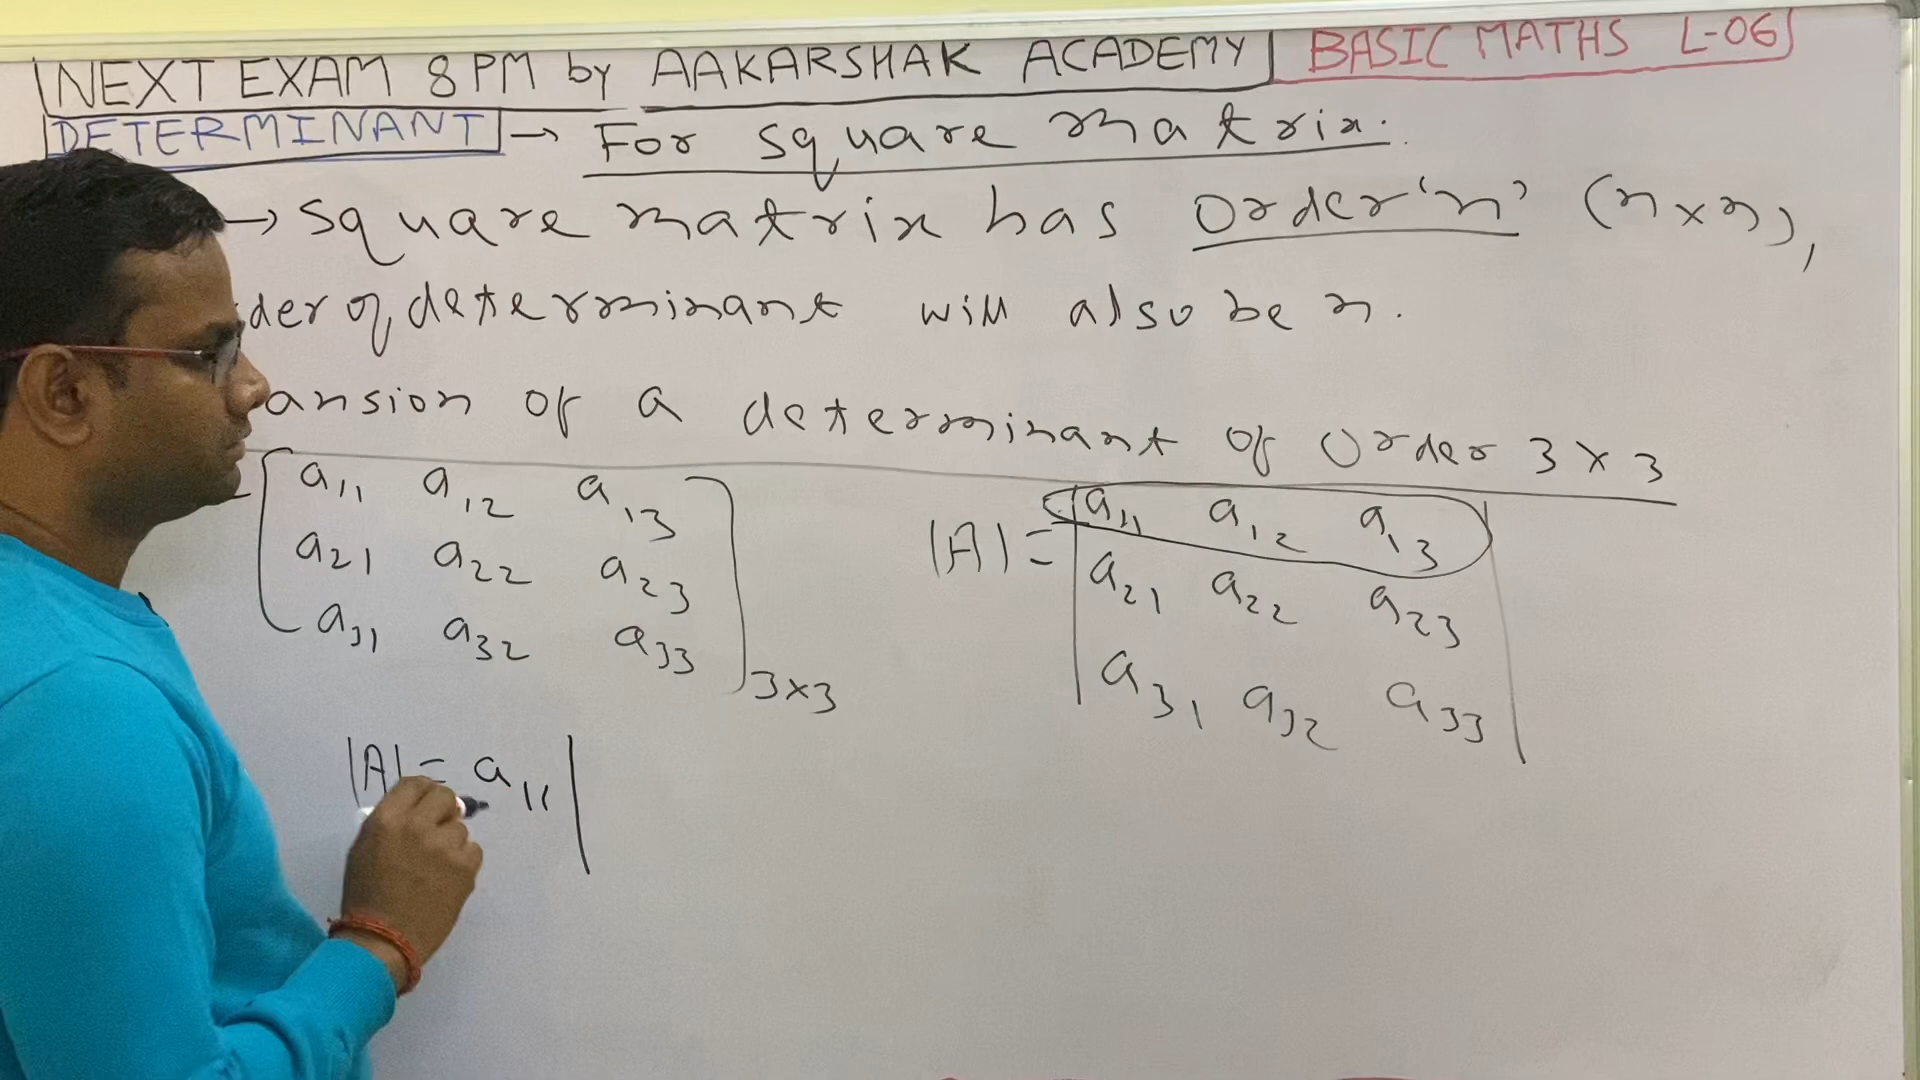 NEXT EXAM 8 PM by AAKARSHAK ACADEMY BASIC MATHS L-06
DETERMINANT → For square matrix.
→ square matrix has order 'n' (n×n),
der of determinant will also be n.
ansion of a determinant of order 3×3
a11 a12 a13
a21 a22 a23
a31 a32 a33
3×3
|A| = a11 a12 a13
a21 a22 a23
a31 a32 a33
|A| = a11 |